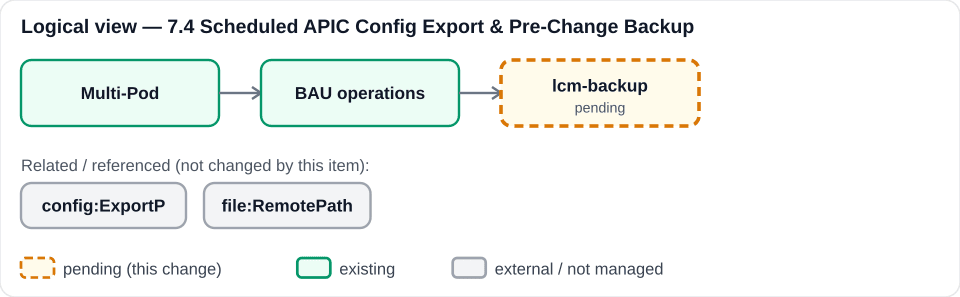 Logical view — 7.4 Scheduled APIC Config Export & Pre-Change Backup
Multi-Pod
BAU operations
lcm-backup
pending
Related / referenced (not changed by this item):
config:ExportP
file:RemotePath
pending (this change)
existing
external / not managed